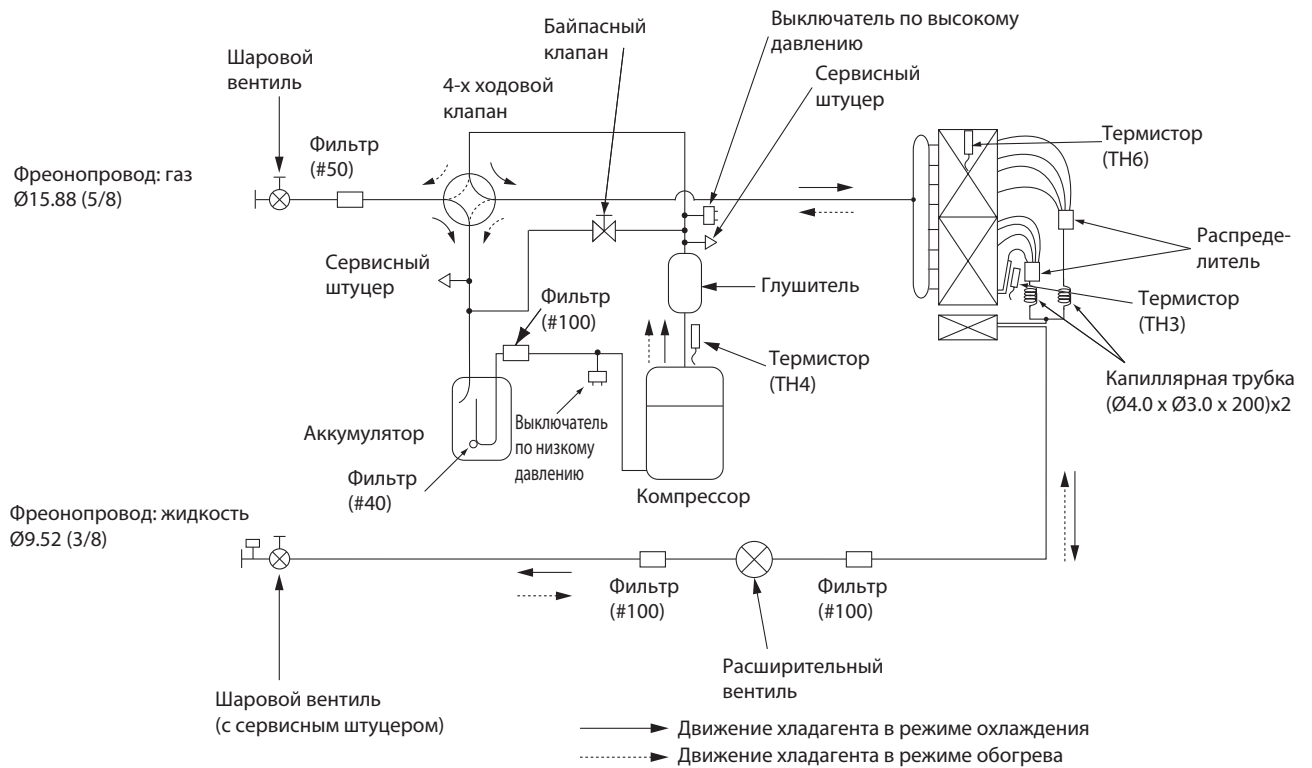 Байпасный
клапан
Выключатель по высокому
давлению
Шаровой
вентиль
4-х ходовой
клапан
Сервисный
штуцер
Термистор
(TH6)
Фильтр
(#50)
Фреонопровод: газ
Ø15.88 (5/8)
Распреде-
литель
Сервисный
штуцер
Глушитель
Фильтр
(#100)
Термистор
(TH3)
Термистор
(TH4)
Капиллярная трубка
(Ø4.0 x Ø3.0 x 200)x2
Аккумулятор
Выключатель
по низкому
давлению
Фильтр
(#40)
Компрессор
Фреонопровод: жидкость
Ø9.52 (3/8)
Фильтр
(#100)
Фильтр
(#100)
Расширительный
вентиль
Шаровой вентиль
(с сервисным штуцером)
Движение хладагента в режиме охлаждения
Движение хладагента в режиме обогрева